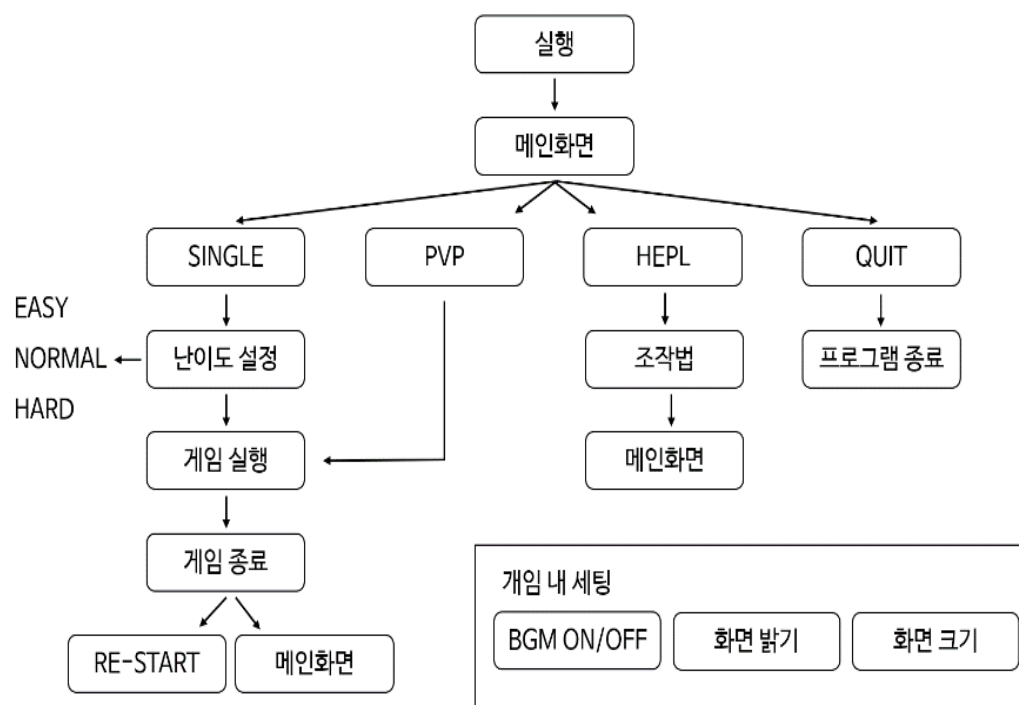 실행
메인화면
SINGLE
PVP
HEPL
QUIT
EASY
NORMAL
HARD
난이도 설정
조작법
프로그램 종료
게임 실행
메인화면
게임 종료
개임 내 세팅
RE-START
메인화면
BGM ON/OFF
화면 밝기
화면 크기